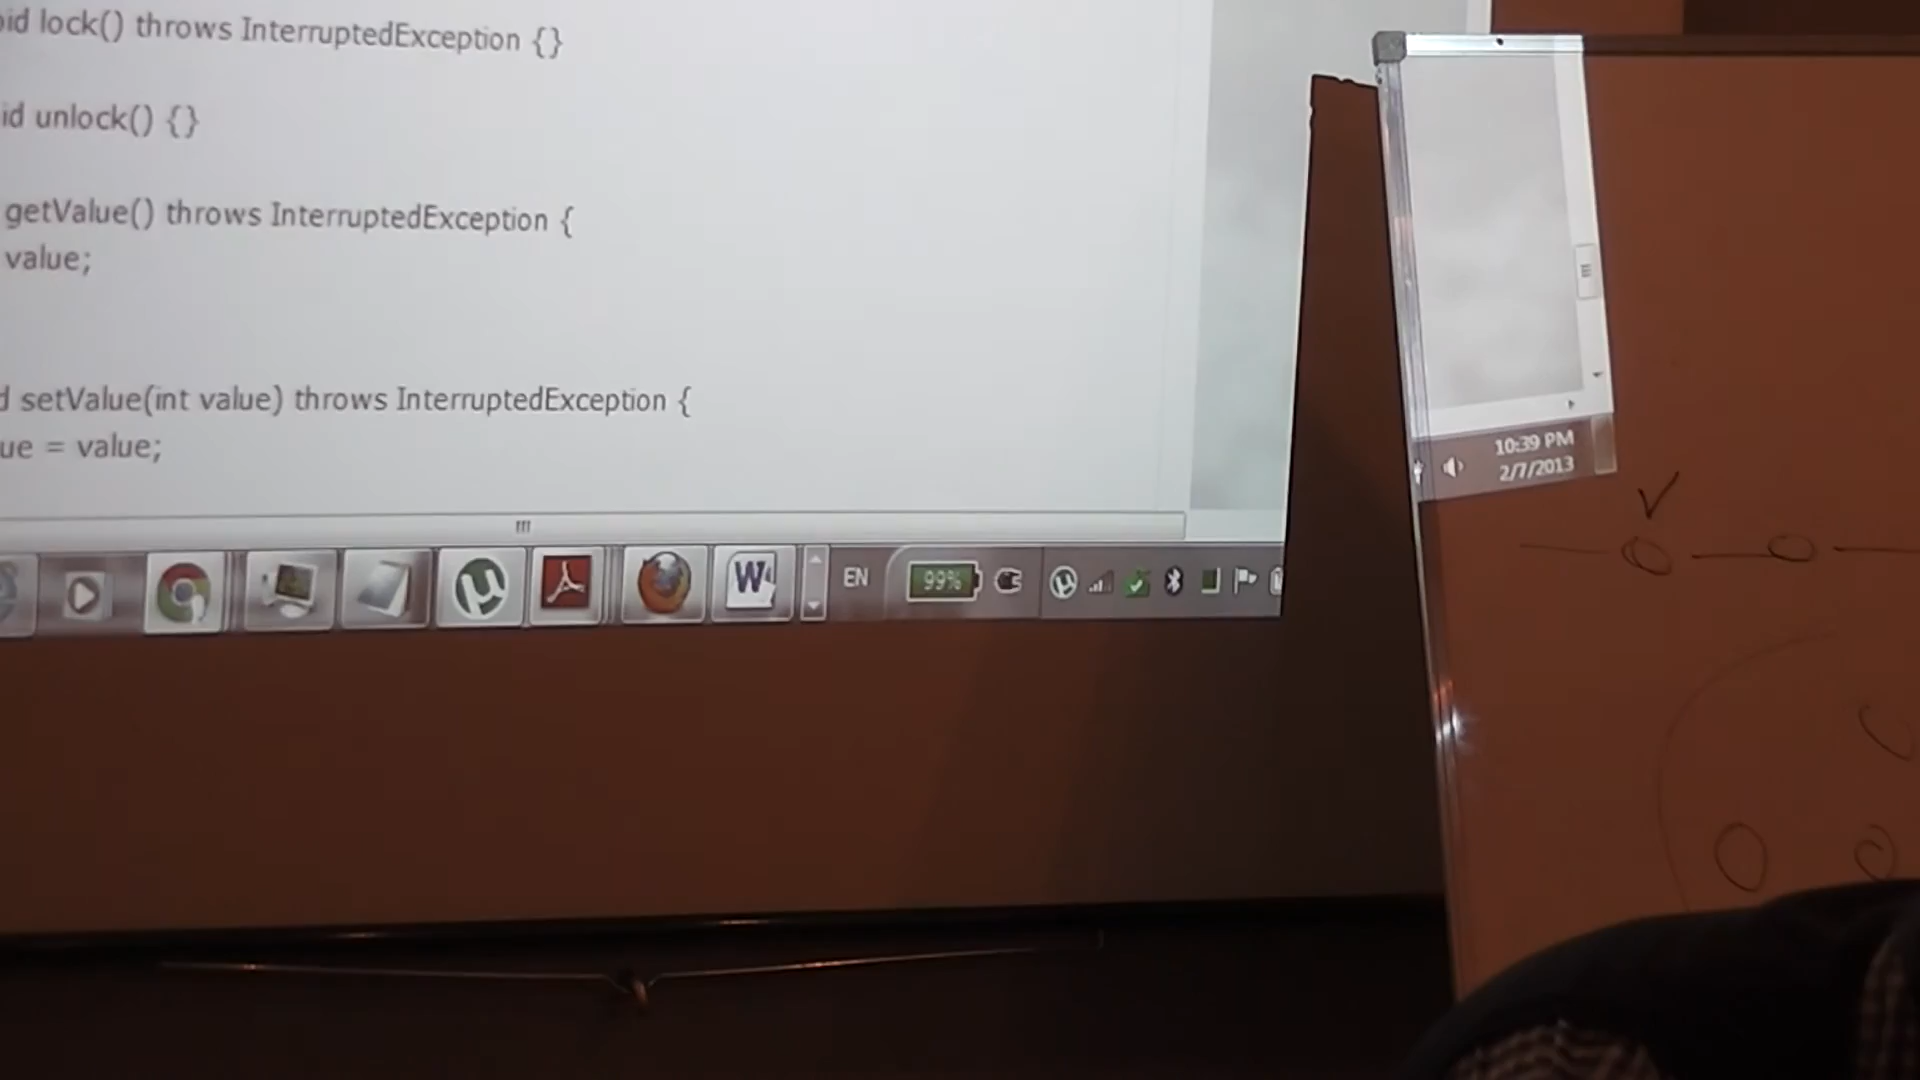 oid lock() throws InterruptedException {}
id unlock() {}
getValue() throws InterruptedException {
value;
d setValue(int value) throws InterruptedException {
ue = value;
EN
99%
W
10:39 PM
2/7/2013
V